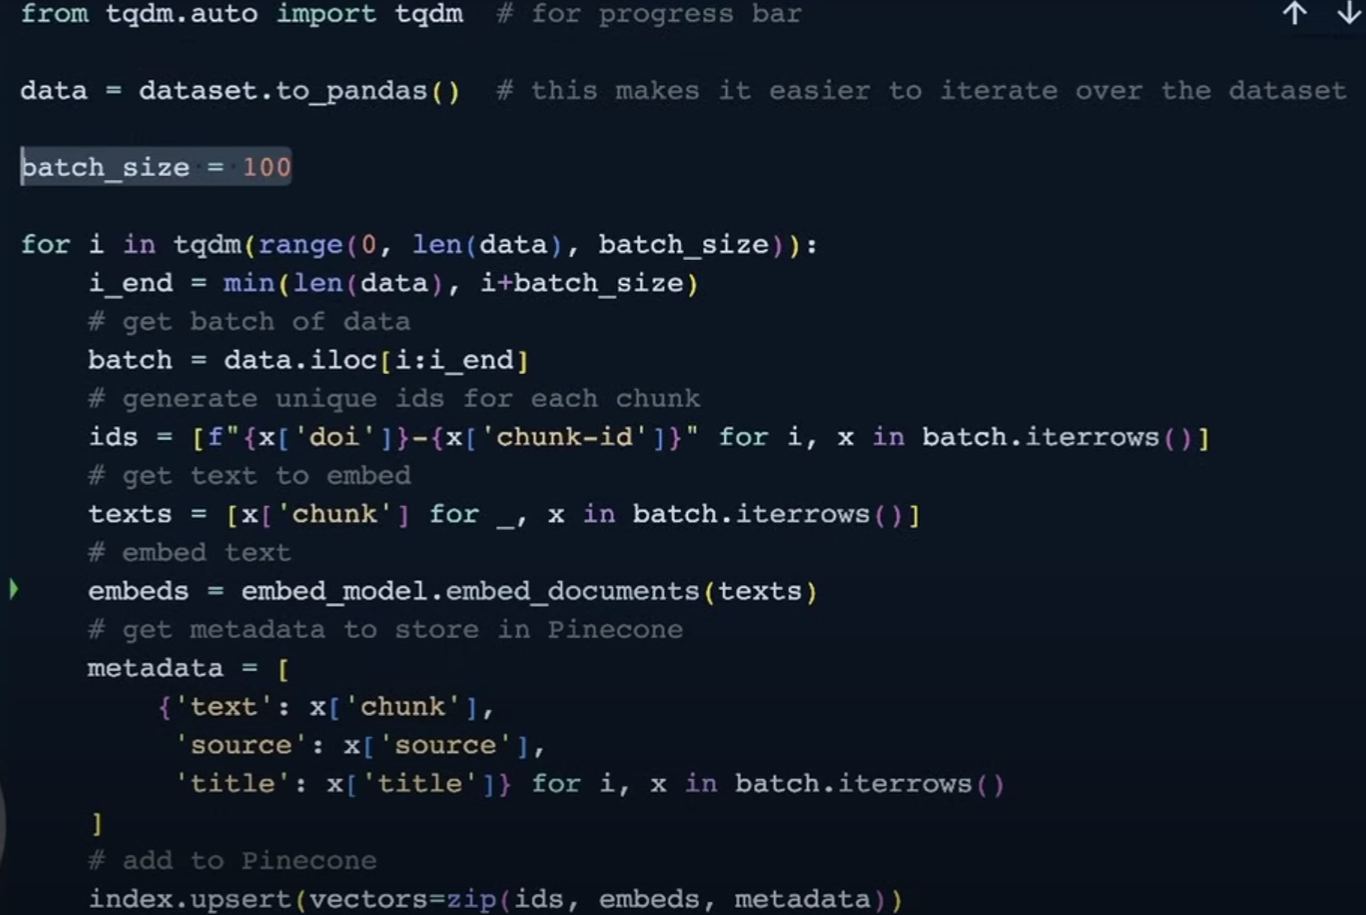 from tqdm.auto import tqdm  # for progress bar
data = dataset.to_pandas()  # this makes it easier to iterate over the dataset
batch_size = 100
for i in tqdm(range(0, len(data), batch_size)):
    i_end = min(len(data), i+batch_size)
    # get batch of data
    batch = data.iloc[i:i_end]
    # generate unique ids for each chunk
    ids = [f"{x['doi']}-{x['chunk-id']}" for i, x in batch.iterrows()]
    # get text to embed
    texts = [x['chunk'] for _, x in batch.iterrows()]
    # embed text
    embeds = embed_model.embed_documents(texts)
    # get metadata to store in Pinecone
    metadata = [
        {'text': x['chunk'],
         'source': x['source'],
         'title': x['title']} for i, x in batch.iterrows()
    ]
    # add to Pinecone
    index.upsert(vectors=zip(ids, embeds, metadata))